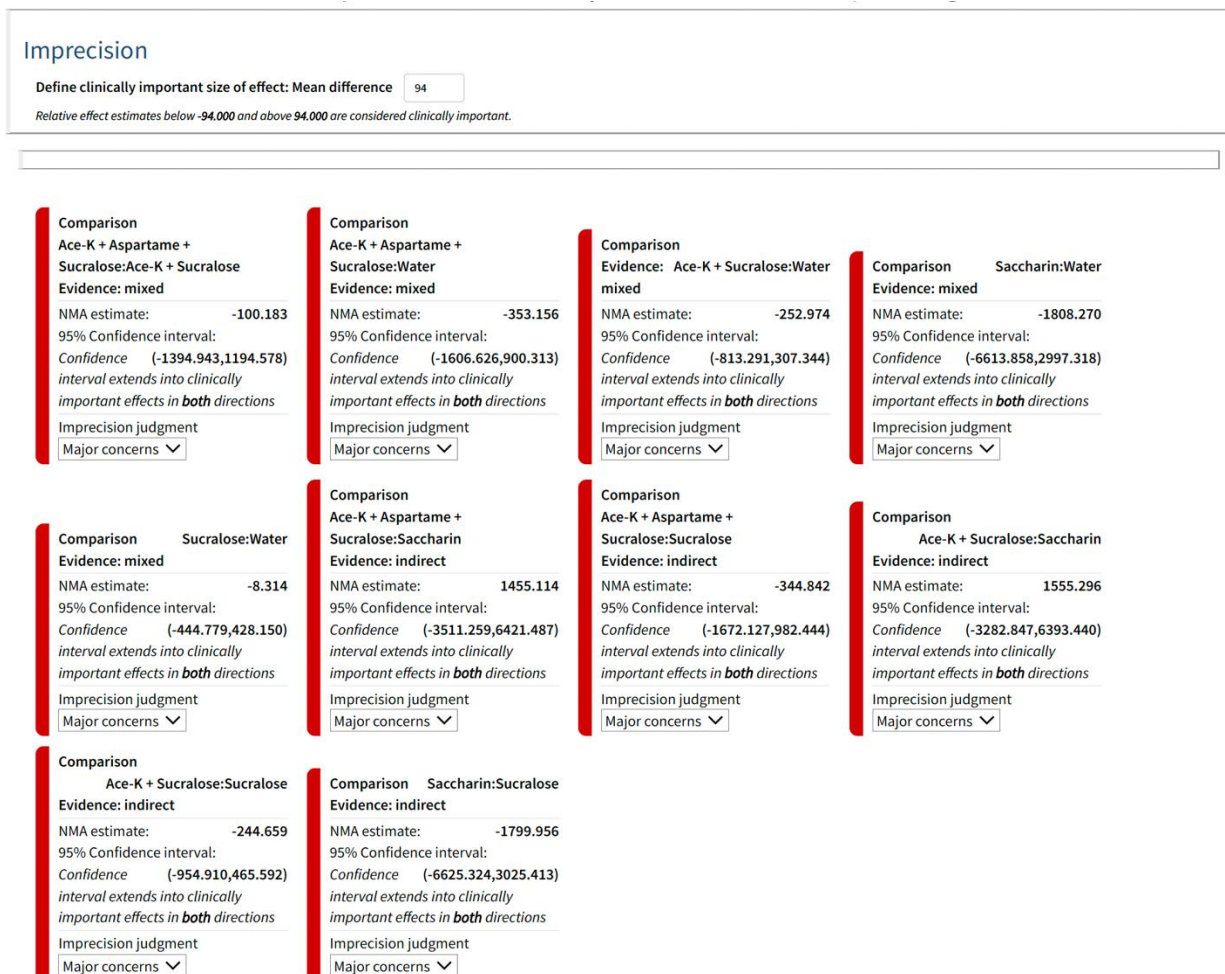 Imprecision
Define clinically important size of effect: Mean difference 94
Relative effect estimates below -94.000 and above 94.000 are considered clinically important.
Comparison
Ace-K + Aspartame +
Sucralose:Ace-K + Sucralose
Evidence: mixed
NMA estimate: -100.183
95% Confidence interval:
Confidence (-1394.943,1194.578)
interval extends into clinically
important effects in both directions
Imprecision judgment
Major concerns
Comparison
Ace-K + Aspartame +
Sucralose:Water
Evidence: mixed
NMA estimate: -353.156
95% Confidence interval:
Confidence (-1606.626,900.313)
interval extends into clinically
important effects in both directions
Imprecision judgment
Major concerns
Comparison
Evidence: Ace-K + Sucralose:Water
mixed
NMA estimate: -252.974
95% Confidence interval:
Confidence (-813.291,307.344)
interval extends into clinically
important effects in both directions
Imprecision judgment
Major concerns
Comparison Saccharin:Water
Evidence: mixed
NMA estimate: -1808.270
95% Confidence interval:
Confidence (-6613.858,2997.318)
interval extends into clinically
important effects in both directions
Imprecision judgment
Major concerns
Comparison Sucralose:Water
Evidence: mixed
NMA estimate: -8.314
95% Confidence interval:
Confidence (-444.779,428.150)
interval extends into clinically
important effects in both directions
Imprecision judgment
Major concerns
Comparison
Ace-K + Aspartame +
Sucralose:Saccharin
Evidence: indirect
NMA estimate: 1455.114
95% Confidence interval:
Confidence (-3511.259,6421.487)
interval extends into clinically
important effects in both directions
Imprecision judgment
Major concerns
Comparison
Ace-K + Aspartame +
Sucralose:Sucralose
Evidence: indirect
NMA estimate: -344.842
95% Confidence interval:
Confidence (-1672.127,982.444)
interval extends into clinically
important effects in both directions
Imprecision judgment
Major concerns
Comparison
Ace-K + Sucralose:Saccharin
Evidence: indirect
NMA estimate: 1555.296
95% Confidence interval:
Confidence (-3282.847,6393.440)
interval extends into clinically
important effects in both directions
Imprecision judgment
Major concerns
Comparison
Ace-K + Sucralose:Sucralose
Evidence: indirect
NMA estimate: -244.659
95% Confidence interval:
Confidence (-954.910,465.592)
interval extends into clinically
important effects in both directions
Imprecision judgment
Major concerns
Comparison Saccharin:Sucralose
Evidence: indirect
NMA estimate: -1799.956
95% Confidence interval:
Confidence (-6625.324,3025.413)
interval extends into clinically
important effects in both directions
Imprecision judgment
Major concerns